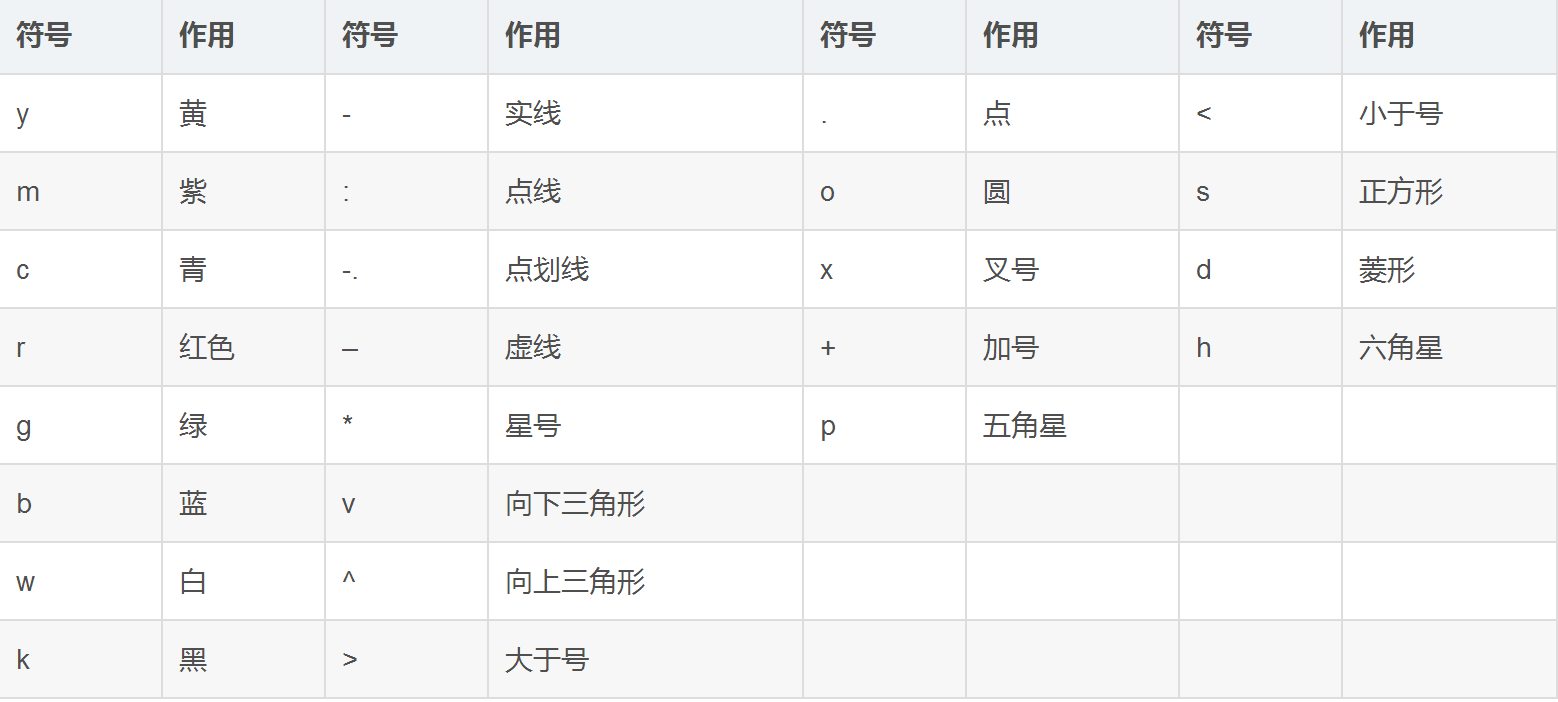 符号 作用 符号 作用 符号 作用 符号 作用
y 黄 - 实线 . 点 < 小于号
m 紫 : 点线 o 圆 s 正方形
c 青 -. 点划线 x 叉号 d 菱形
r 红色 – 虚线 + 加号 h 六角星
g 绿 * 星号 p 五角星
b 蓝 v 向下三角形
w 白 ^ 向上三角形
k 黑 > 大于号